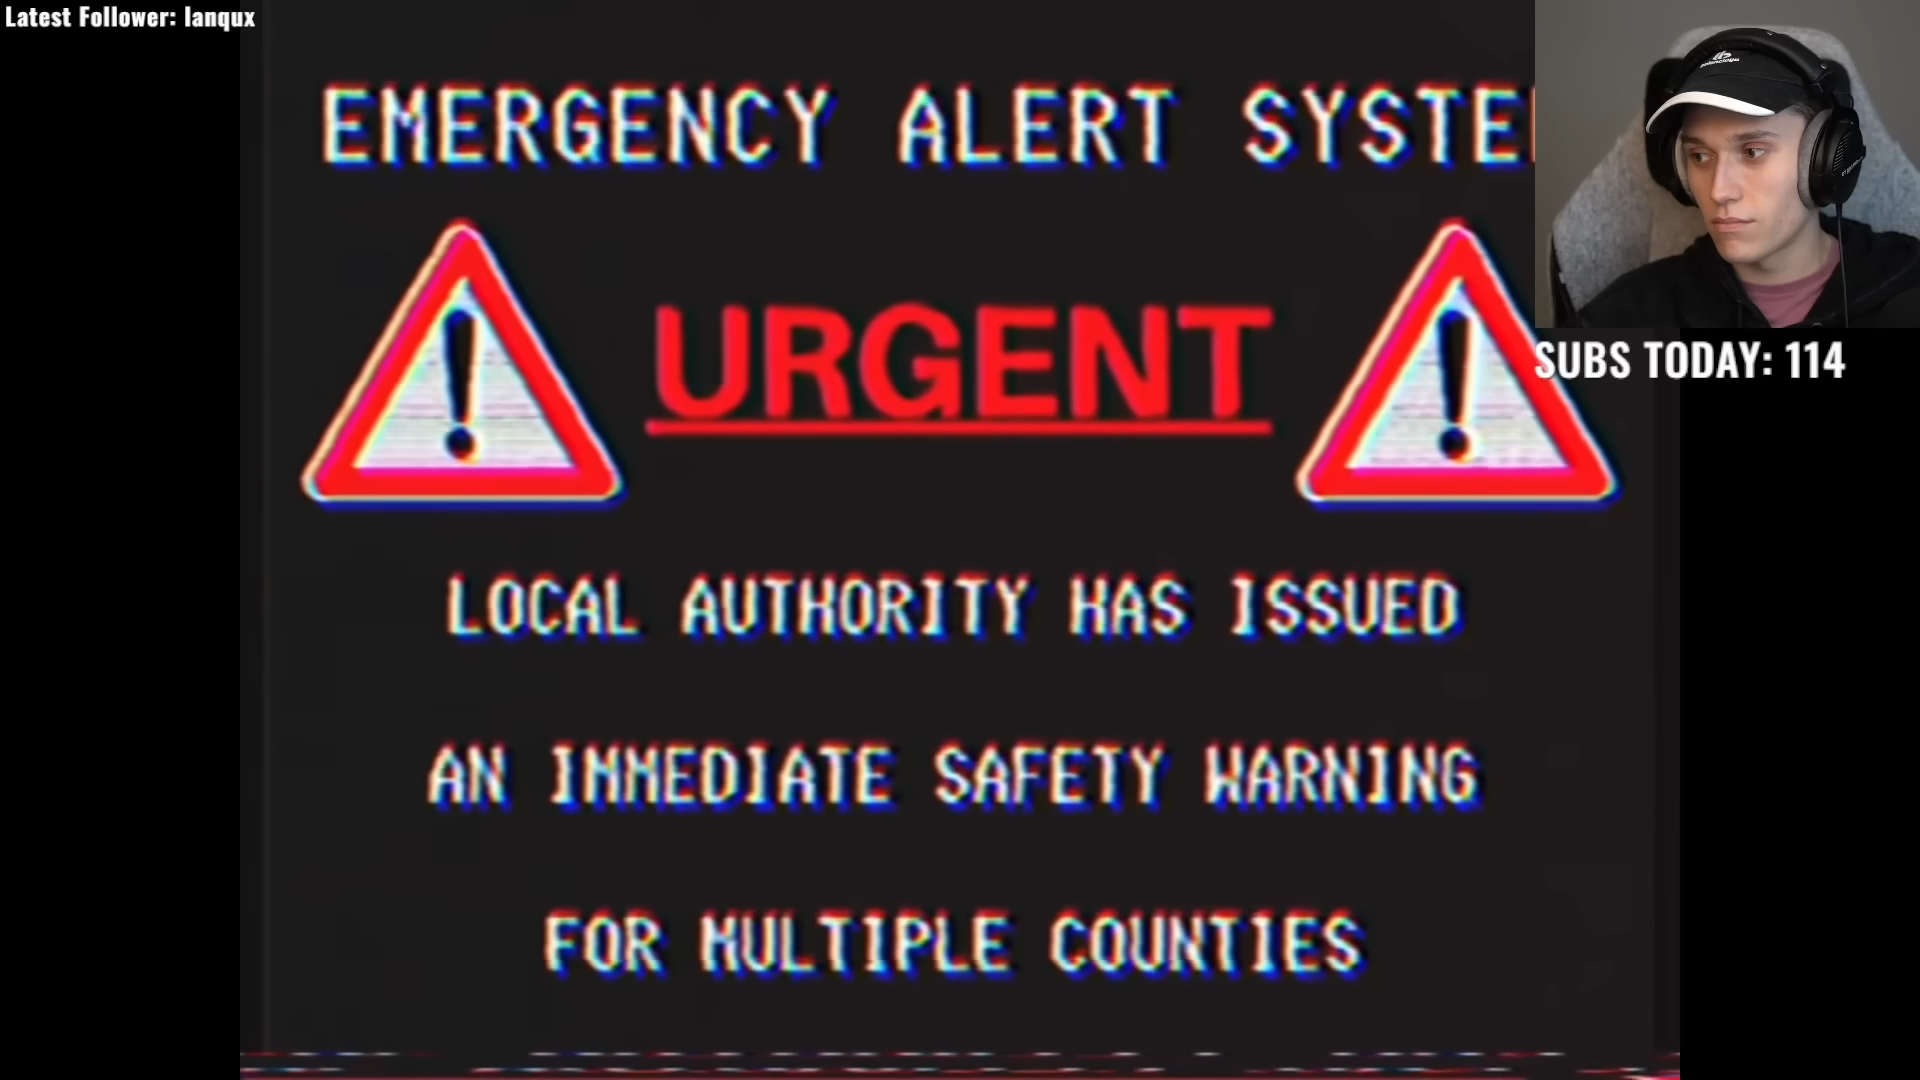 Latest Follower: lanqux
EMERGENCY ALERT SYSTE
URGENT
SUBS TODAY: 114
LOCAL AUTHORITY HAS ISSUED
AN IMMEDIATE SAFETY WARNING
FOR MULTIPLE COUNTIES